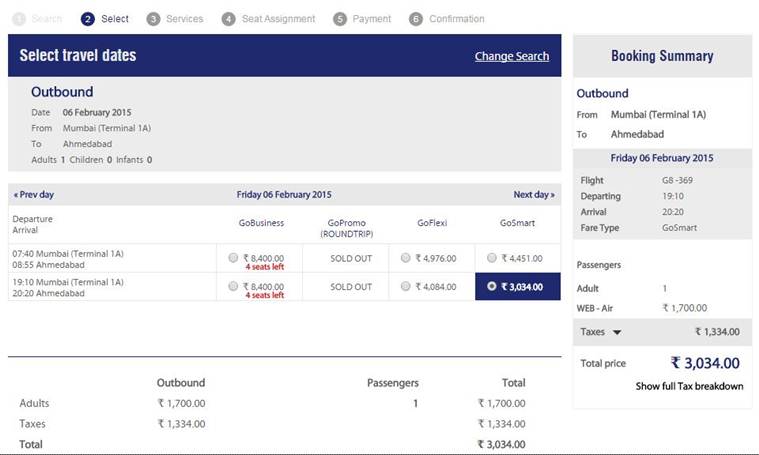 1 Search 2 Select 3 Services 4 Seat Assignment 5 Payment 6 Confirmation
Select travel dates Change Search
Outbound
Date 06 February 2015
From Mumbai (Terminal 1A)
To Ahmedabad
Adults 1 Children 0 Infants 0
« Prev day Friday 06 February 2015 Next day »
Departure
Arrival
GoBusiness
GoPromo
(ROUNDTRIP)
GoFlexi
GoSmart
07:40 Mumbai (Terminal 1A)
08:55 Ahmedabad
₹ 8,400.00
4 seats left
SOLD OUT
₹ 4,976.00
₹ 4,451.00
19:10 Mumbai (Terminal 1A)
20:20 Ahmedabad
₹ 8,400.00
4 seats left
SOLD OUT
₹ 4,084.00
₹ 3,034.00
Outbound Passengers Total
Adults ₹ 1,700.00 1 ₹ 1,700.00
Taxes ₹ 1,334.00 ₹ 1,334.00
Total ₹ 3,034.00
Booking Summary
Outbound
From Mumbai (Terminal 1A)
To Ahmedabad
Friday 06 February 2015
Flight G8 -369
Departing 19:10
Arrival 20:20
Fare Type GoSmart
Passengers
Adult 1
WEB - Air ₹ 1,700.00
Taxes ₹ 1,334.00
Total price ₹ 3,034.00
Show full Tax breakdown